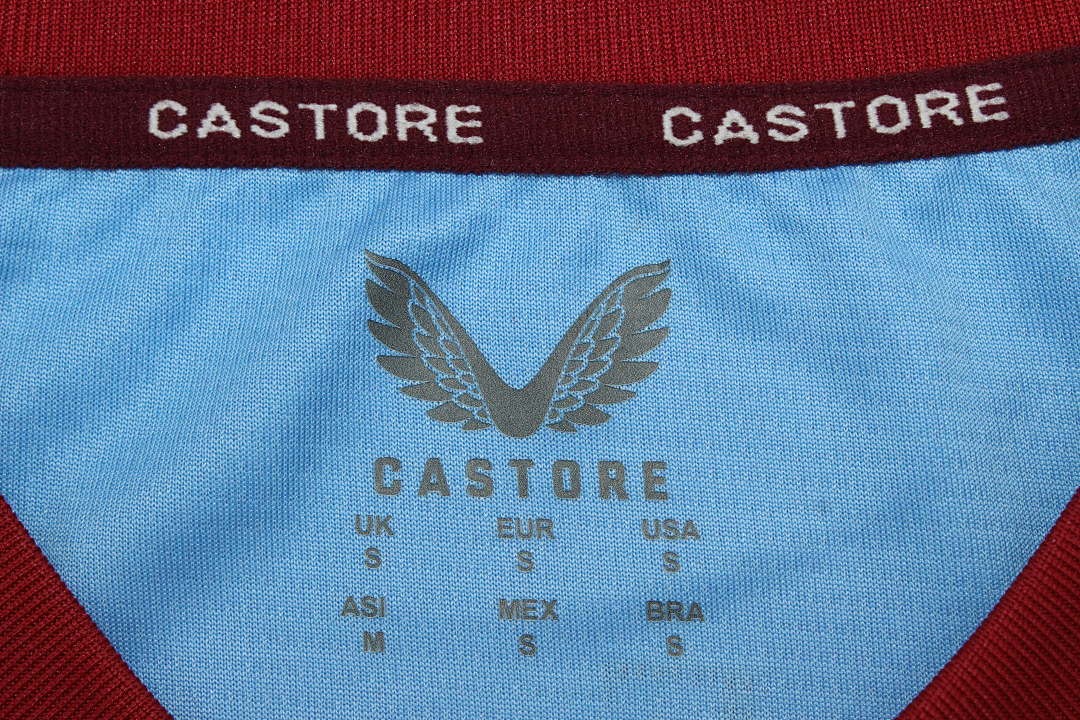 CASTORE CASTORE
CASTORE
UK EUR USA
S S S
ASI MEX BRA
M S S